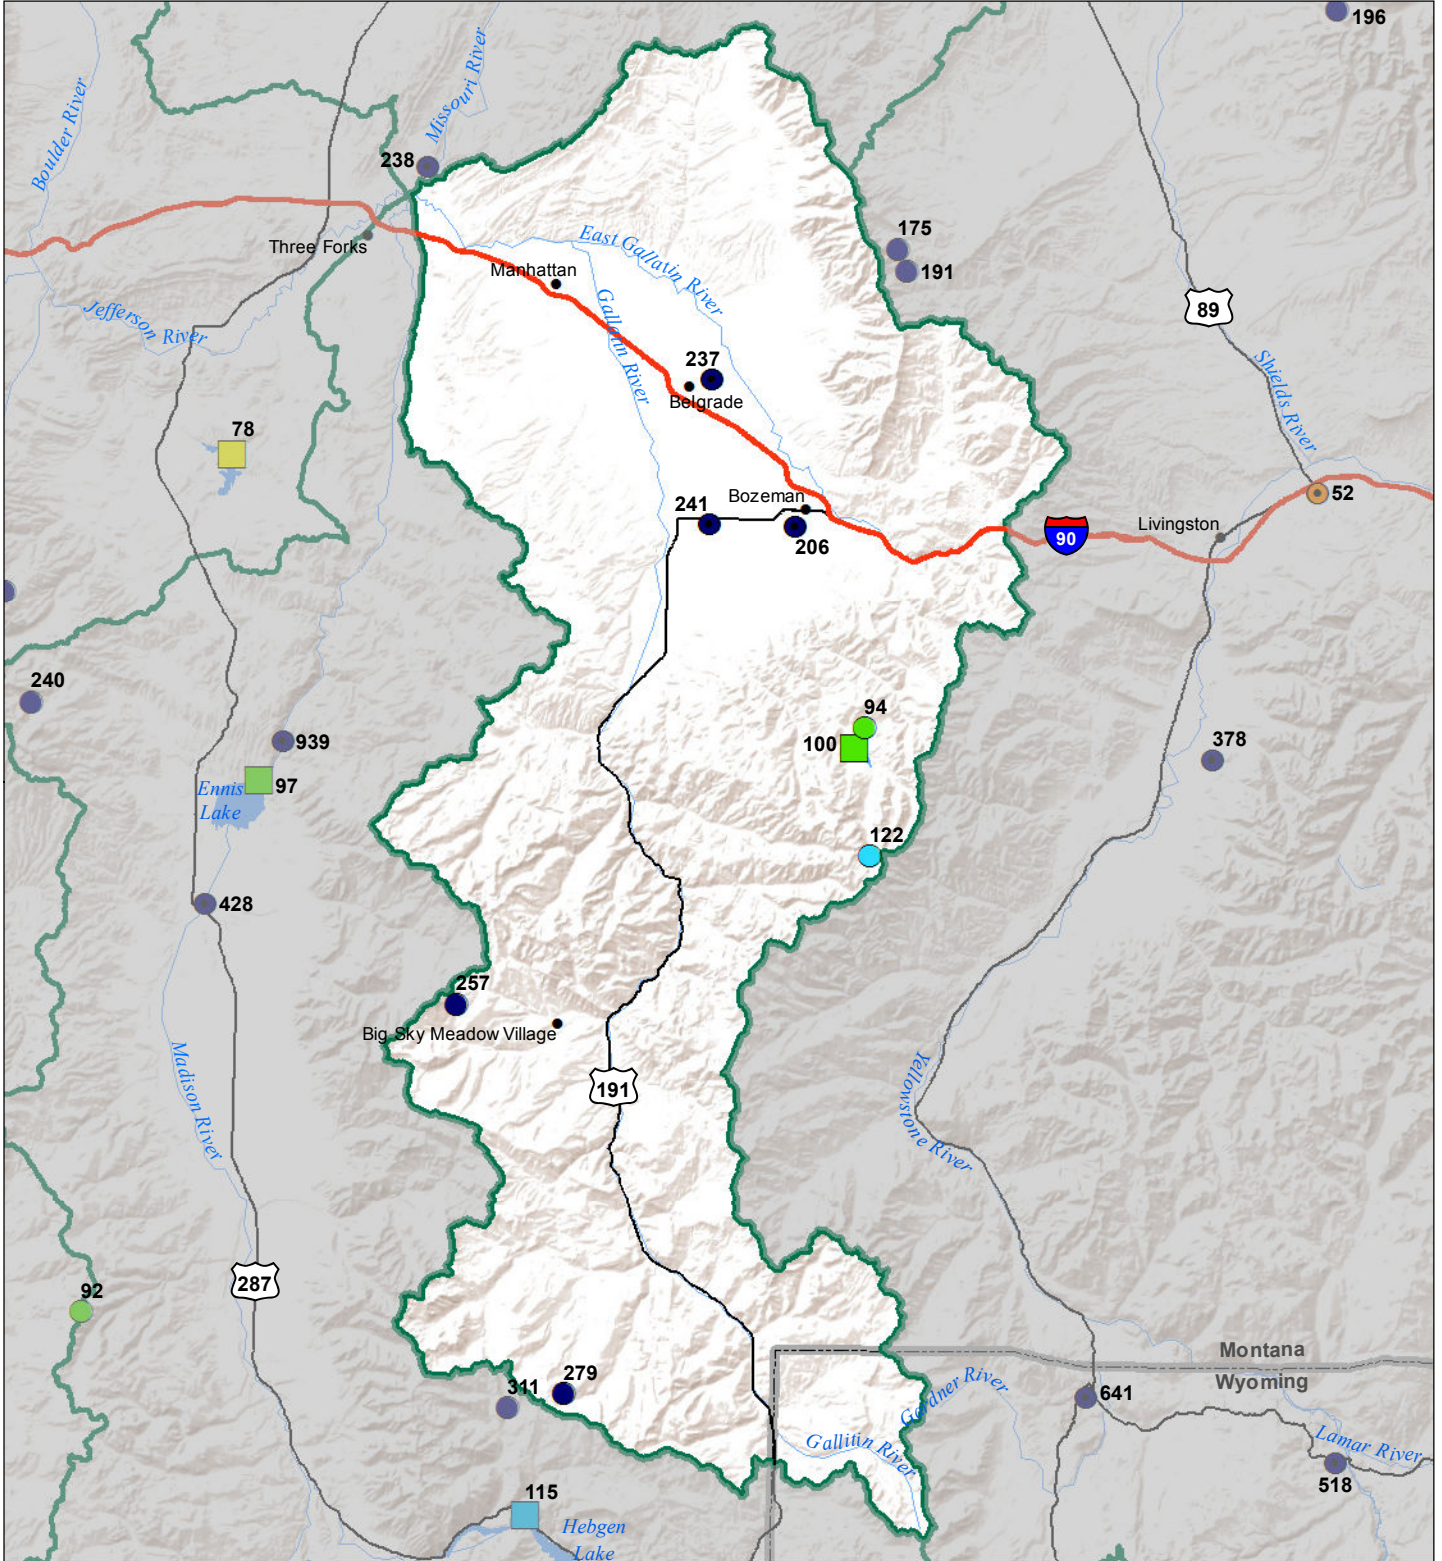 196
Missouri River
Boulder River
238
Three Forks
East Gallatin River
175
191
Manhattan
Gallatin River
Jefferson River
89
Shields River
237
Belgrade
78
241
Bozeman
206
52
Livingston
90
240
939
94
100
378
Ennis
Lake
97
122
428
257
Big Sky Meadow Village
Madison River
191
Yellowstone River
287
92
Montana
Wyoming
311
279
Gardner River
641
Gallitin River
Lamar River
518
115
Hebgen
Lake